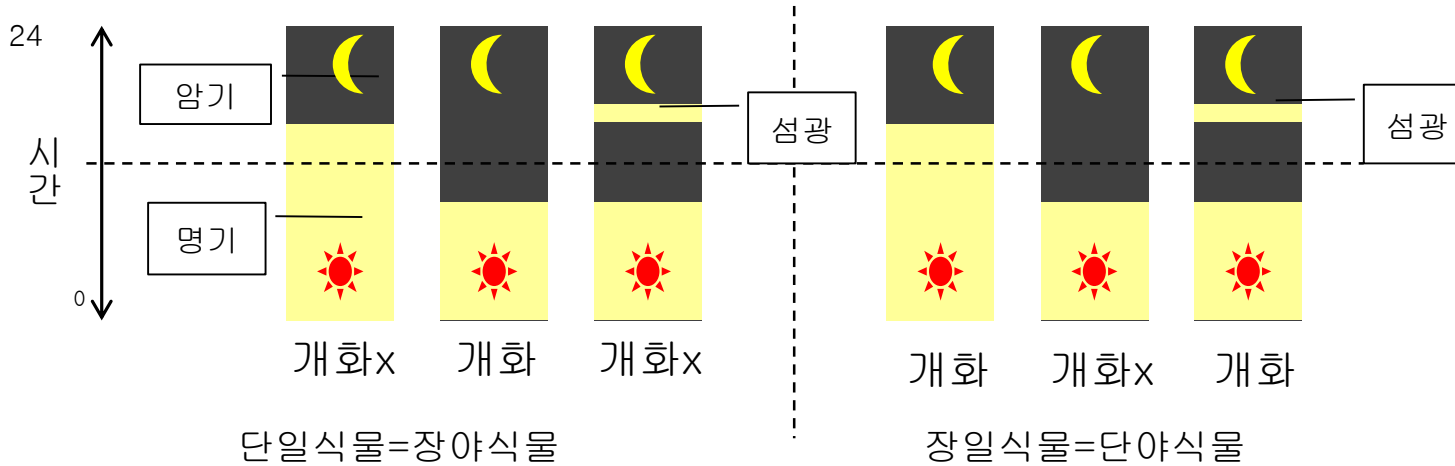 24
암기
섬광
섬광
시간
명기
0
개화x
개화
개화x
개화
개화x
개화
단일식물=장야식물
장일식물=단야식물